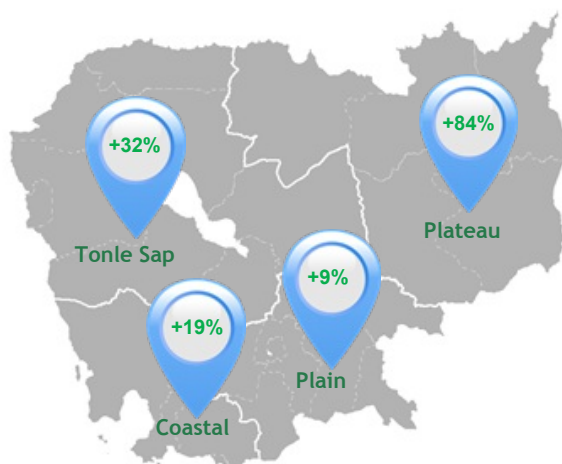 +84%
Plateau
+32%
Tonle Sap
+9%
Plain
+19%
Coastal